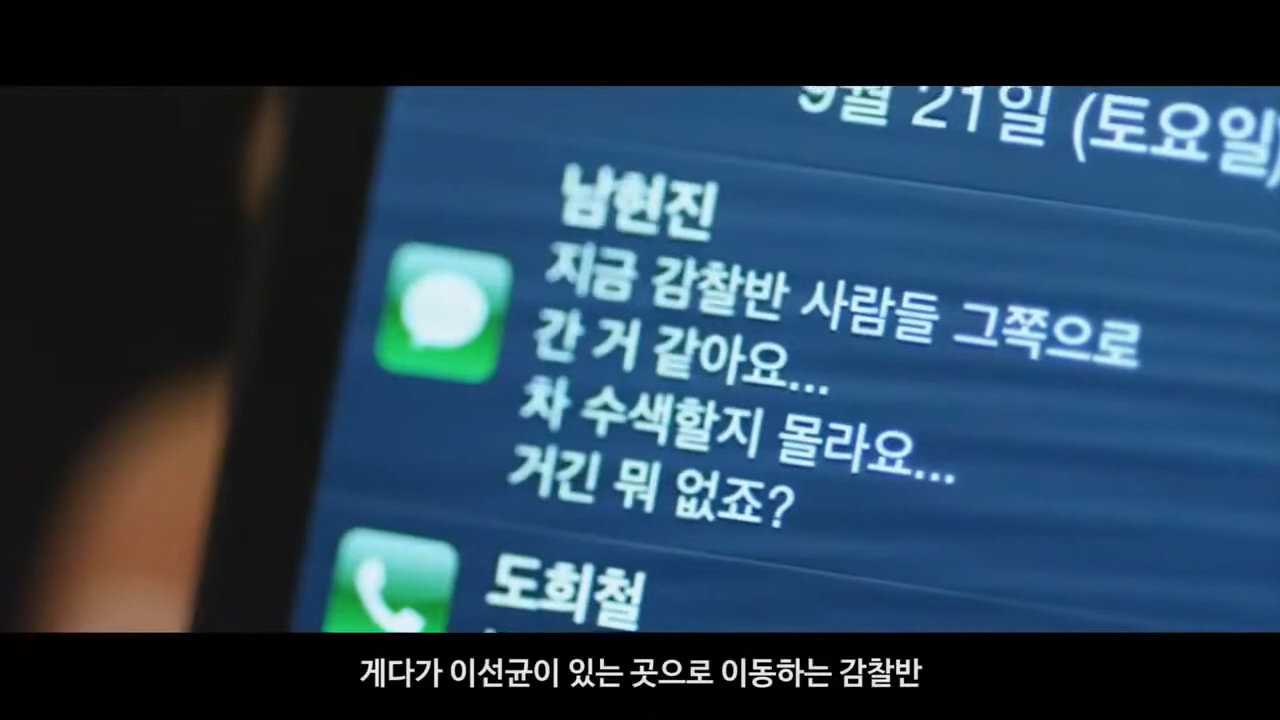 9월 21일 (토요일)
남현진
지금 감찰반 사람들 그쪽으로
간 거 같아요...
차 수색할지 몰라요...
거긴 뭐 없죠?
도희철
게다가 이선균이 있는 곳으로 이동하는 감찰반